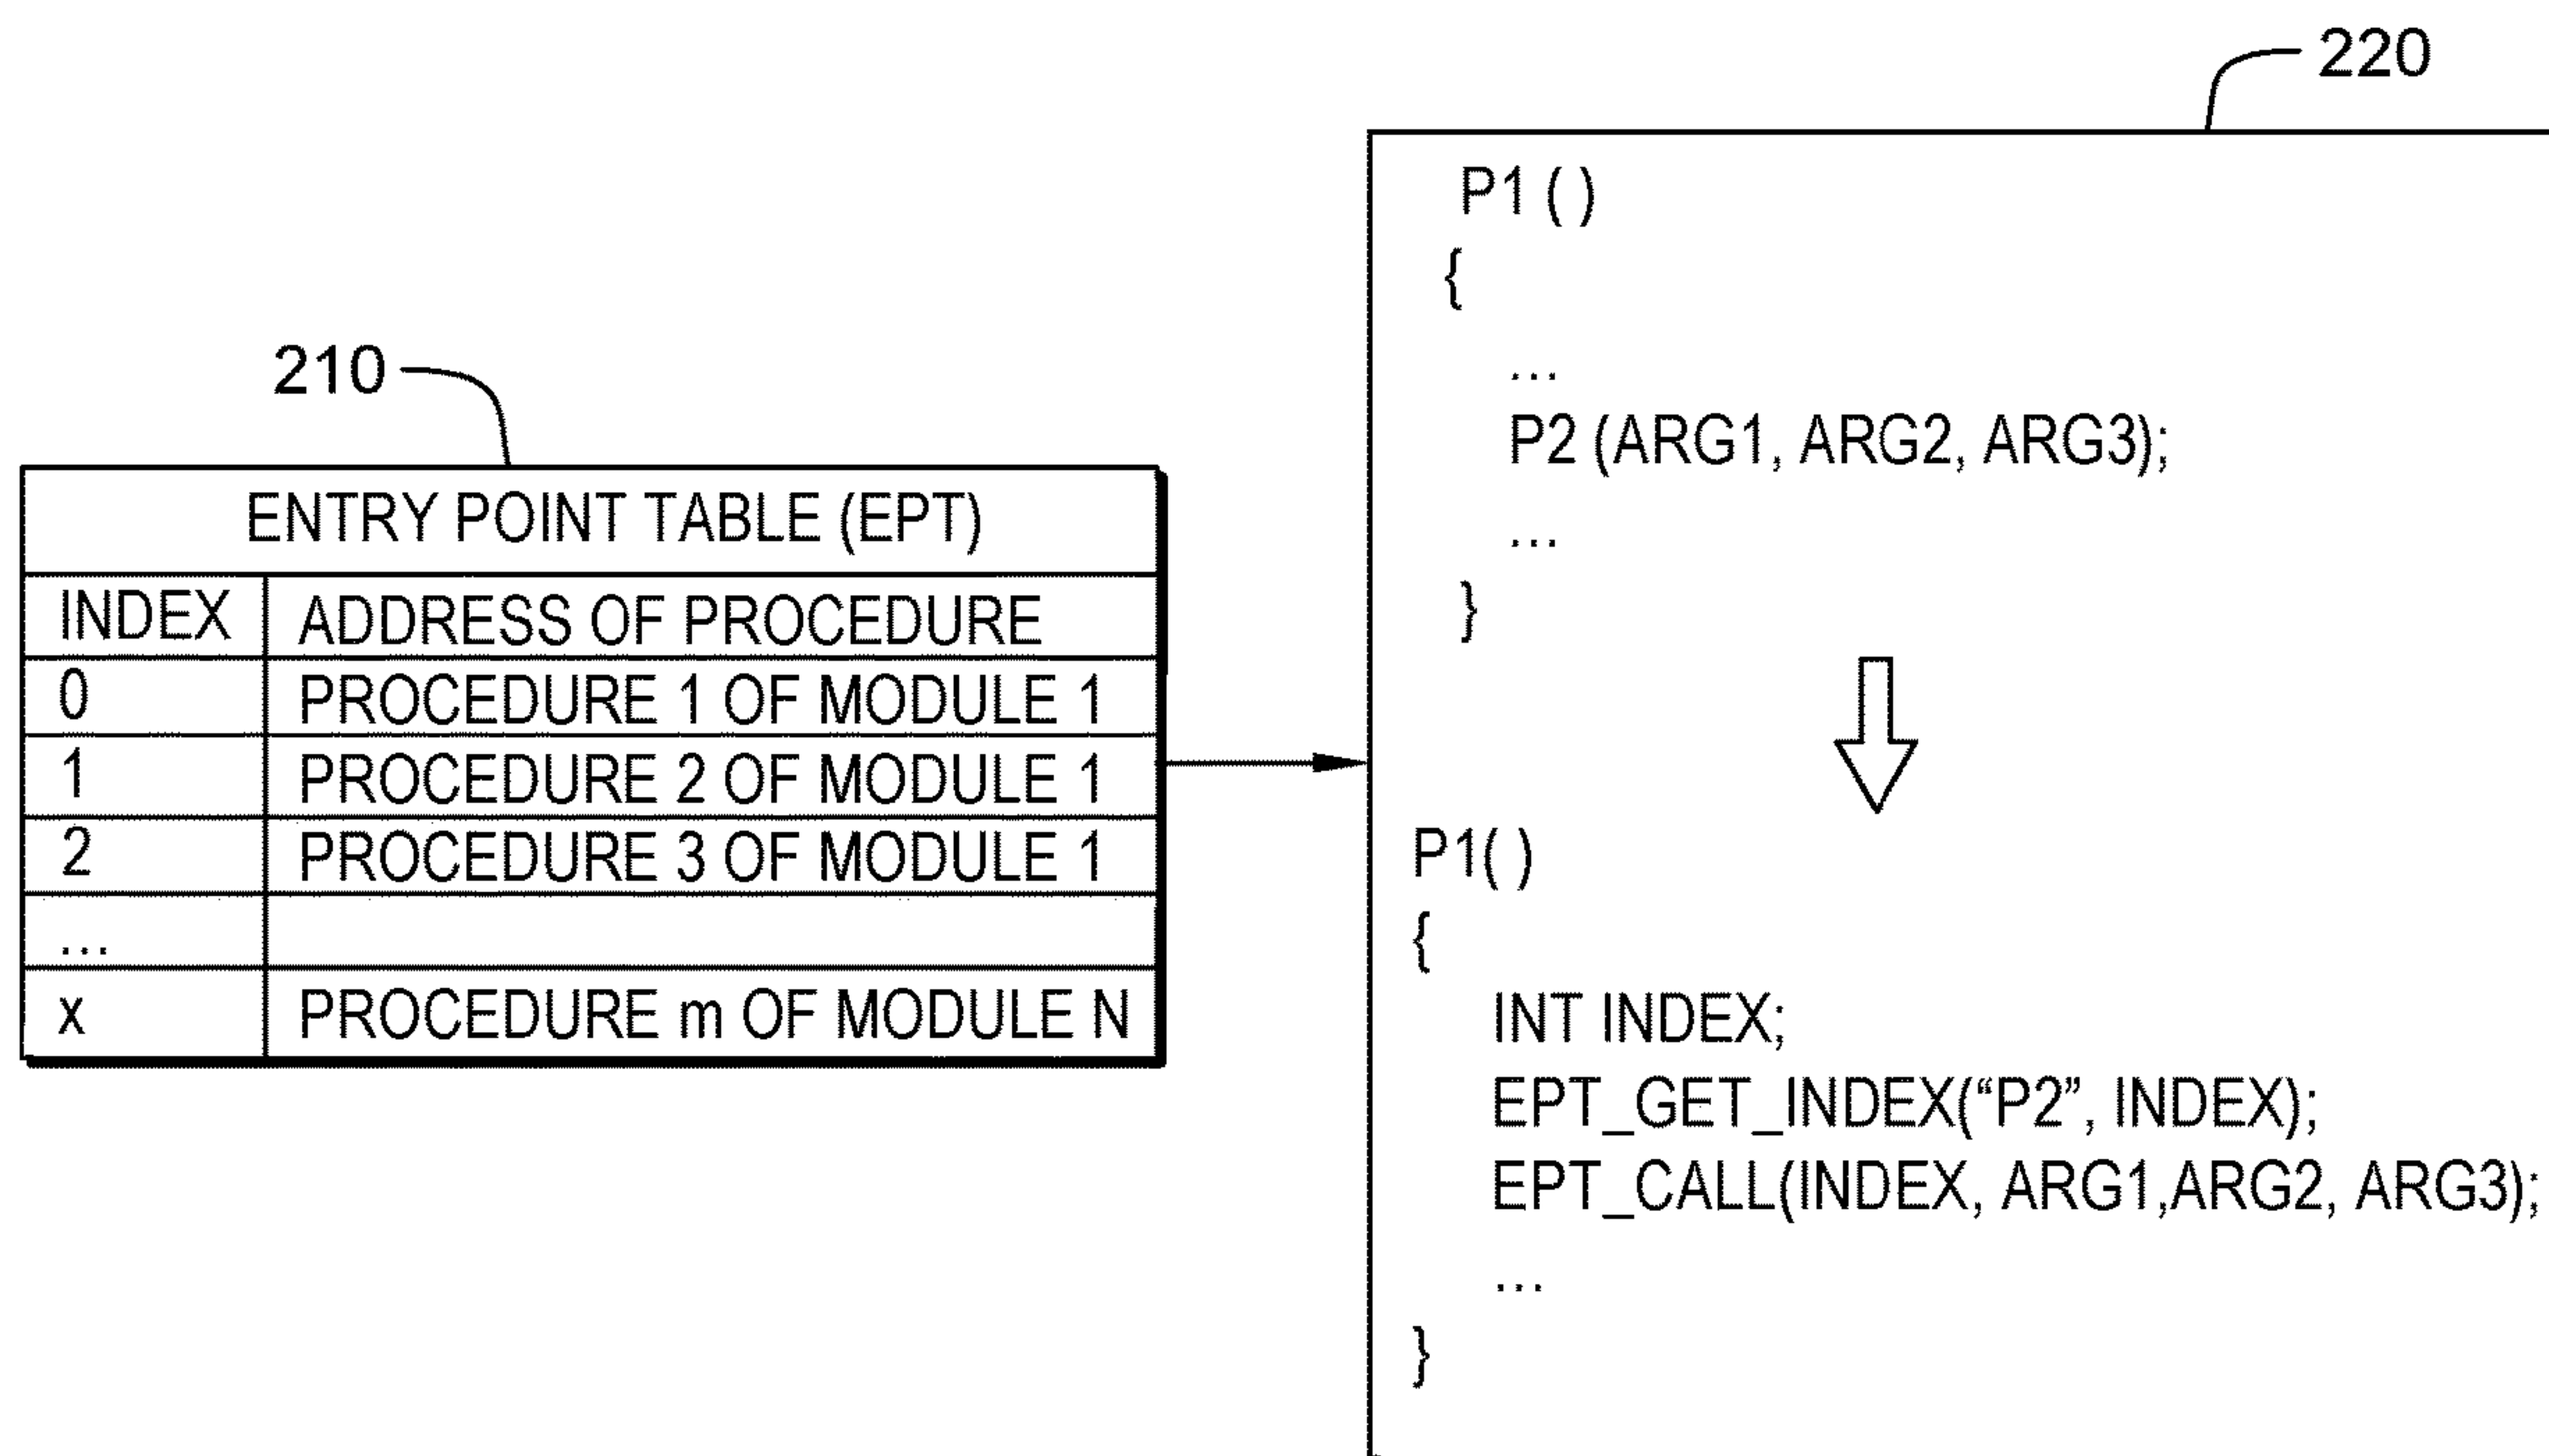 220
P1 ( )
{
...
P2 (ARG1, ARG2, ARG3);
...
}
210
ENTRY POINT TABLE (EPT)
INDEX ADDRESS OF PROCEDURE
0 PROCEDURE 1 OF MODULE 1
1 PROCEDURE 2 OF MODULE 1
2 PROCEDURE 3 OF MODULE 1
...
x PROCEDURE m OF MODULE N
P1( )
{
INT INDEX;
EPT_GET_INDEX(“P2”, INDEX);
EPT_CALL(INDEX, ARG1,ARG2, ARG3);
...
}